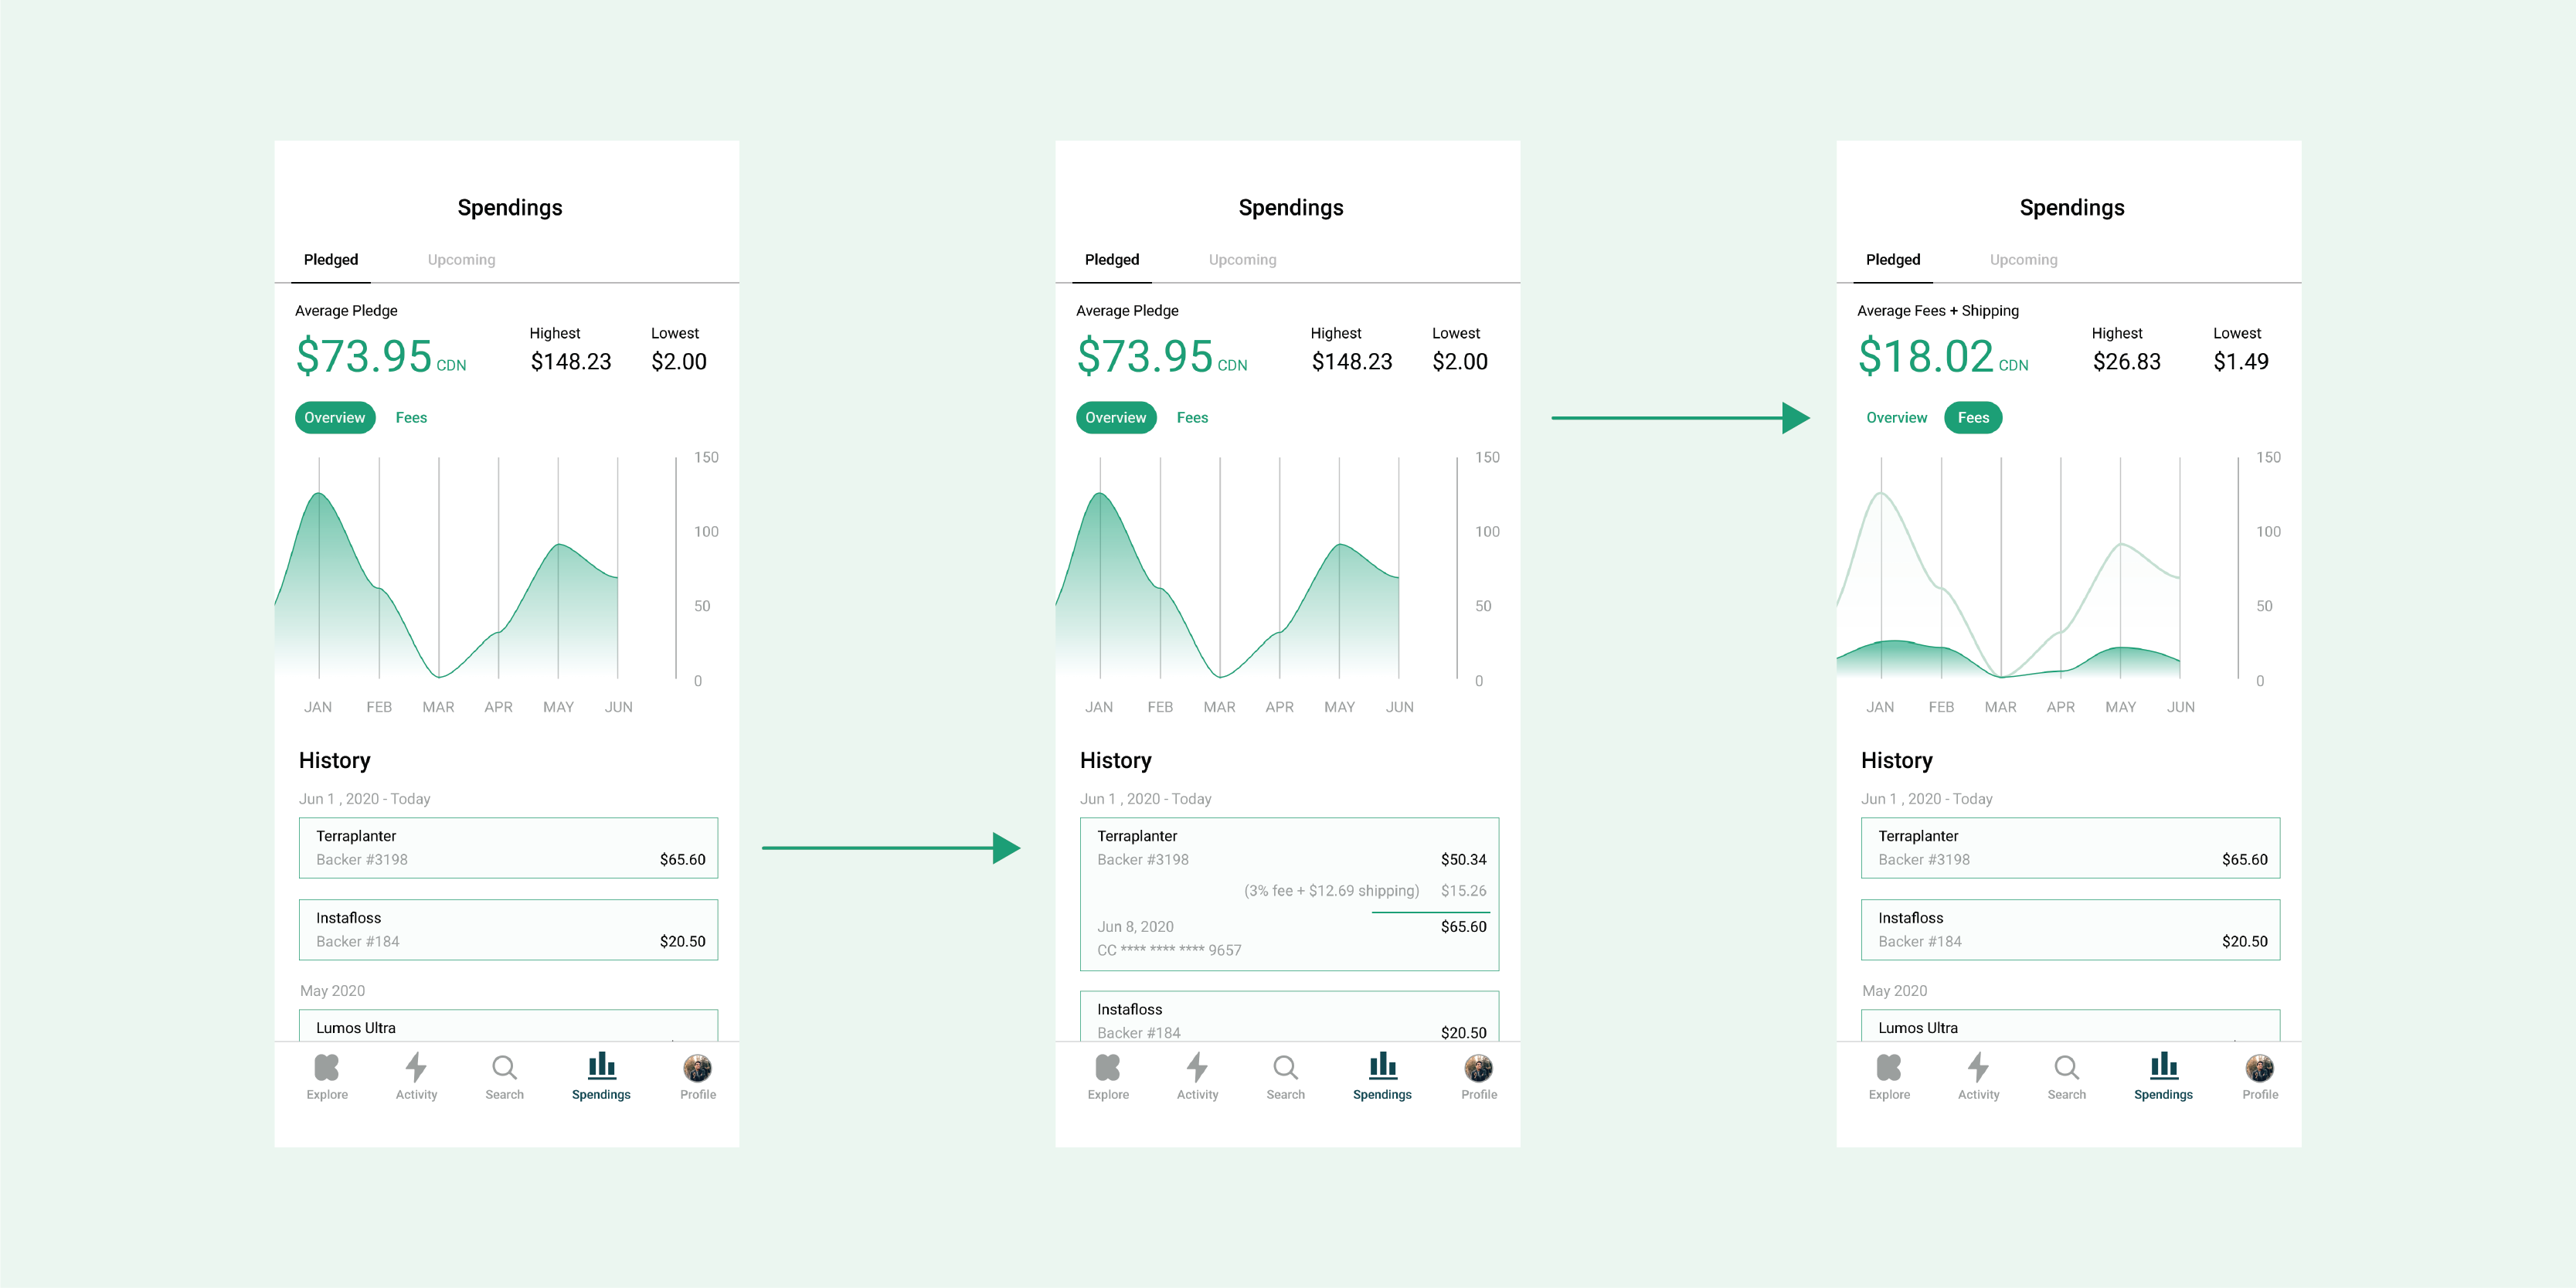 Spendings
Pledged Upcoming
Average Pledge
Highest Lowest
$73.95 CDN $148.23 $2.00
Overview Fees
150
100
50
0
JAN FEB MAR APR MAY JUN
History
Jun 1 , 2020 - Today
Terraplanter
Backer #3198 $65.60
Instafloss
Backer #184 $20.50
May 2020
Lumos Ultra
Explore Activity Search Spendings Profile
Spendings
Pledged Upcoming
Average Pledge
Highest Lowest
$73.95 CDN $148.23 $2.00
Overview Fees
150
100
50
0
JAN FEB MAR APR MAY JUN
History
Jun 1 , 2020 - Today
Terraplanter
Backer #3198 $50.34
(3% fee + $12.69 shipping) $15.26
Jun 8, 2020 $65.60
CC **** **** **** 9657
Instafloss
Backer #184 $20.50
Explore Activity Search Spendings Profile
Spendings
Pledged Upcoming
Average Fees + Shipping
Highest Lowest
$18.02 CDN $26.83 $1.49
Overview Fees
150
100
50
0
JAN FEB MAR APR MAY JUN
History
Jun 1 , 2020 - Today
Terraplanter
Backer #3198 $65.60
Instafloss
Backer #184 $20.50
May 2020
Lumos Ultra
Explore Activity Search Spendings Profile